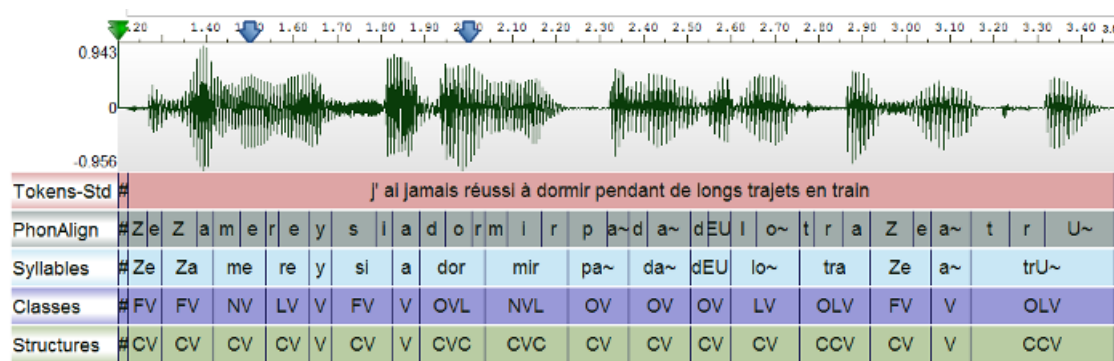 .20 1.40 1.50 1.60 1.70 1.80 1.90 2.00 2.10 2.20 2.30 2.40 2.50 2.60 2.70 2.80 2.90 3.00 3.10 3.20 3.30 3.40
0.943
0
-0.956
Tokens-Std # j' ai jamais réussi à dormir pendant de longs trajets en train
PhonAlign # Z e Z a m e r e y s i a d o r m i r p a~ d a~ d EU l o~ t r a Z e a~ t r U~
Syllables # Ze Za me re y si a dor mir pa~ da~ dEU lo~ tra Ze a~ trU~
Classes # FV FV NV LV V FV V OVL NVL OV OV OV LV OLV FV V OLV
Structures # CV CV CV CV V CV V CVC CVC CV CV CV CV CCV CV V CCV